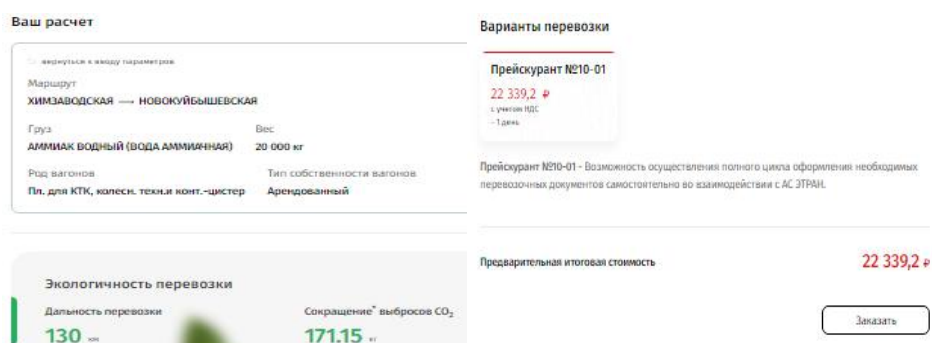 Ваш расчет
вернуться к вводу параметров
Маршрут
ХИМЗАВОДСКАЯ — НОВОКУЙБЫШЕВСКАЯ
Груз Вес
АММИАК ВОДНЫЙ (ВОДА АММИАЧНАЯ) 20 000 кг
Род вагонов Тип собственности вагонов
Пл. для КТК, колесн. техн.и конт.-цистер Арендованный
Экологичность перевозки
Дальность перевозки Сокращение* выбросов CO₂
130 км 171.15 кг
Варианты перевозки
Прейскурант №10-01
22 339,2 ₽
с учетом НДС
~ 1 день
Прейскурант №10-01 - Возможность осуществления полного цикла оформления необходимых
перевозочных документов самостоятельно во взаимодействии с АС ЭТРАН.
Предварительная итоговая стоимость 22 339,2 ₽
Заказать